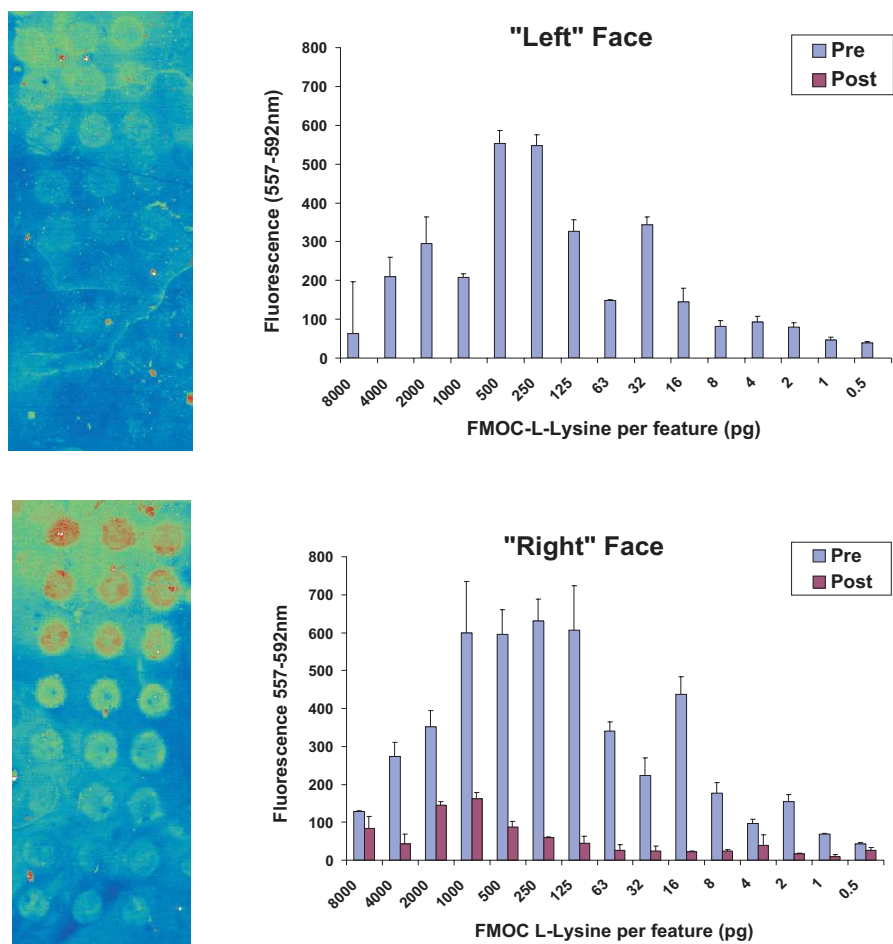 "Left" Face
Pre
Post
Fluorescence (557-592nm)
800
700
600
500
400
300
200
100
0
8000 4000 2000 1000 500 250 125 63 32 16 8 4 2 1 0.5
FMOC-L-Lysine per feature (pg)
"Right" Face
Pre
Post
Fluorescence 557-592nm
800
700
600
500
400
300
200
100
0
8000 4000 2000 1000 500 250 125 63 32 16 8 4 2 1 0.5
FMOC L-Lysine per feature (pg)